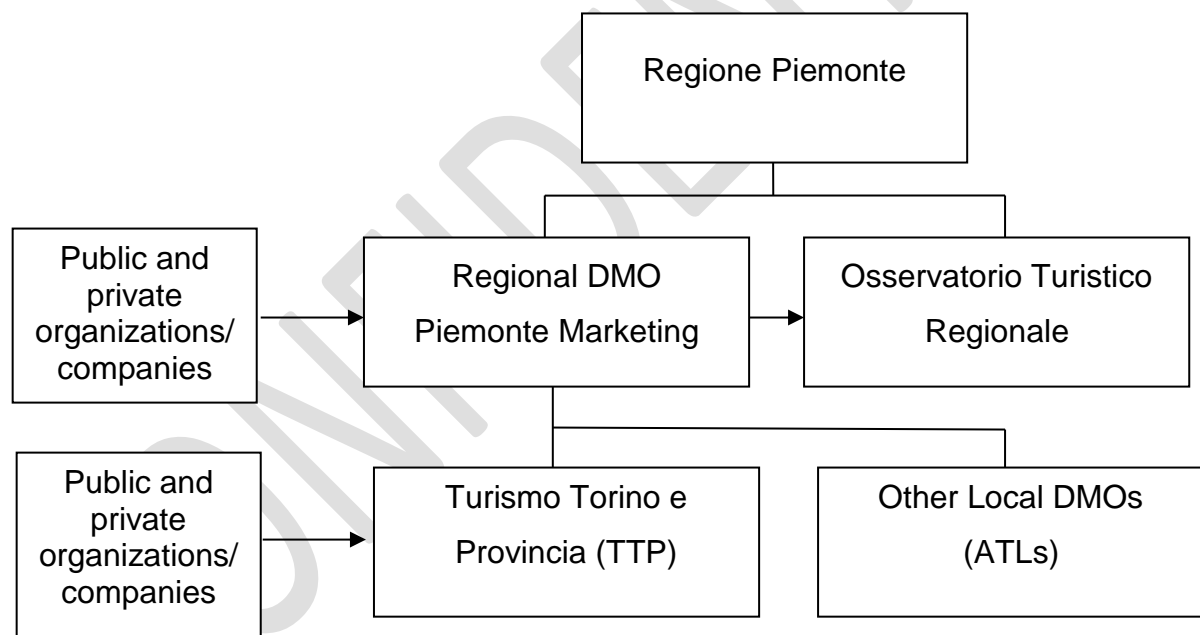 Regione Piemonte
Public and
private
organizations/
companies
Regional DMO
Piemonte Marketing
Osservatorio Turistico
Regionale
Public and
private
organizations/
companies
Turismo Torino e
Provincia (TTP)
Other Local DMOs
(ATLs)